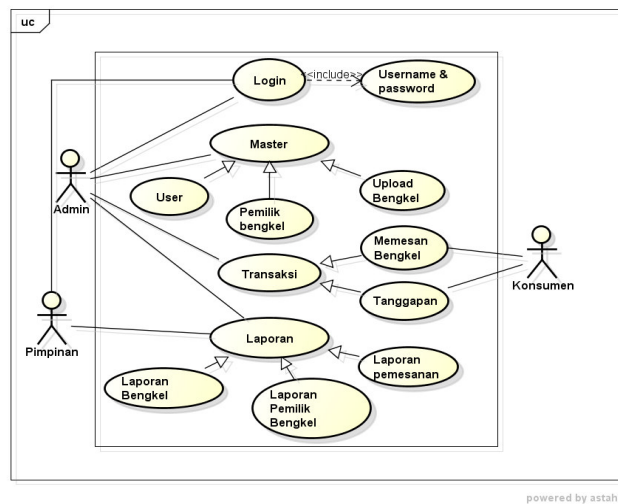 uc
Login
<<include>>
Username &
password
Master
Admin
User
Pemilik
bengkel
Upload
Bengkel
Memesan
Bengkel
Transaksi
Tanggapan
Konsumen
Pimpinan
Laporan
Laporan
Bengkel
Laporan
Pemilik
Bengkel
Laporan
pemesanan
powered by astah